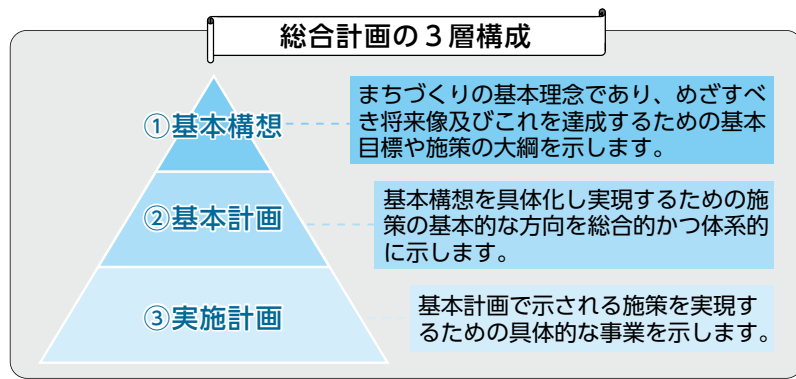 総合計画の3層構成
①基本構想
まちづくりの基本理念であり、めざすべ
き将来像及びこれを達成するための基本
目標や施策の大綱を示します。
②基本計画
基本構想を具体化し実現するための施
策の基本的な方向を総合的かつ体系的
に示します。
③実施計画
基本計画で示される施策を実現す
るための具体的な事業を示します。